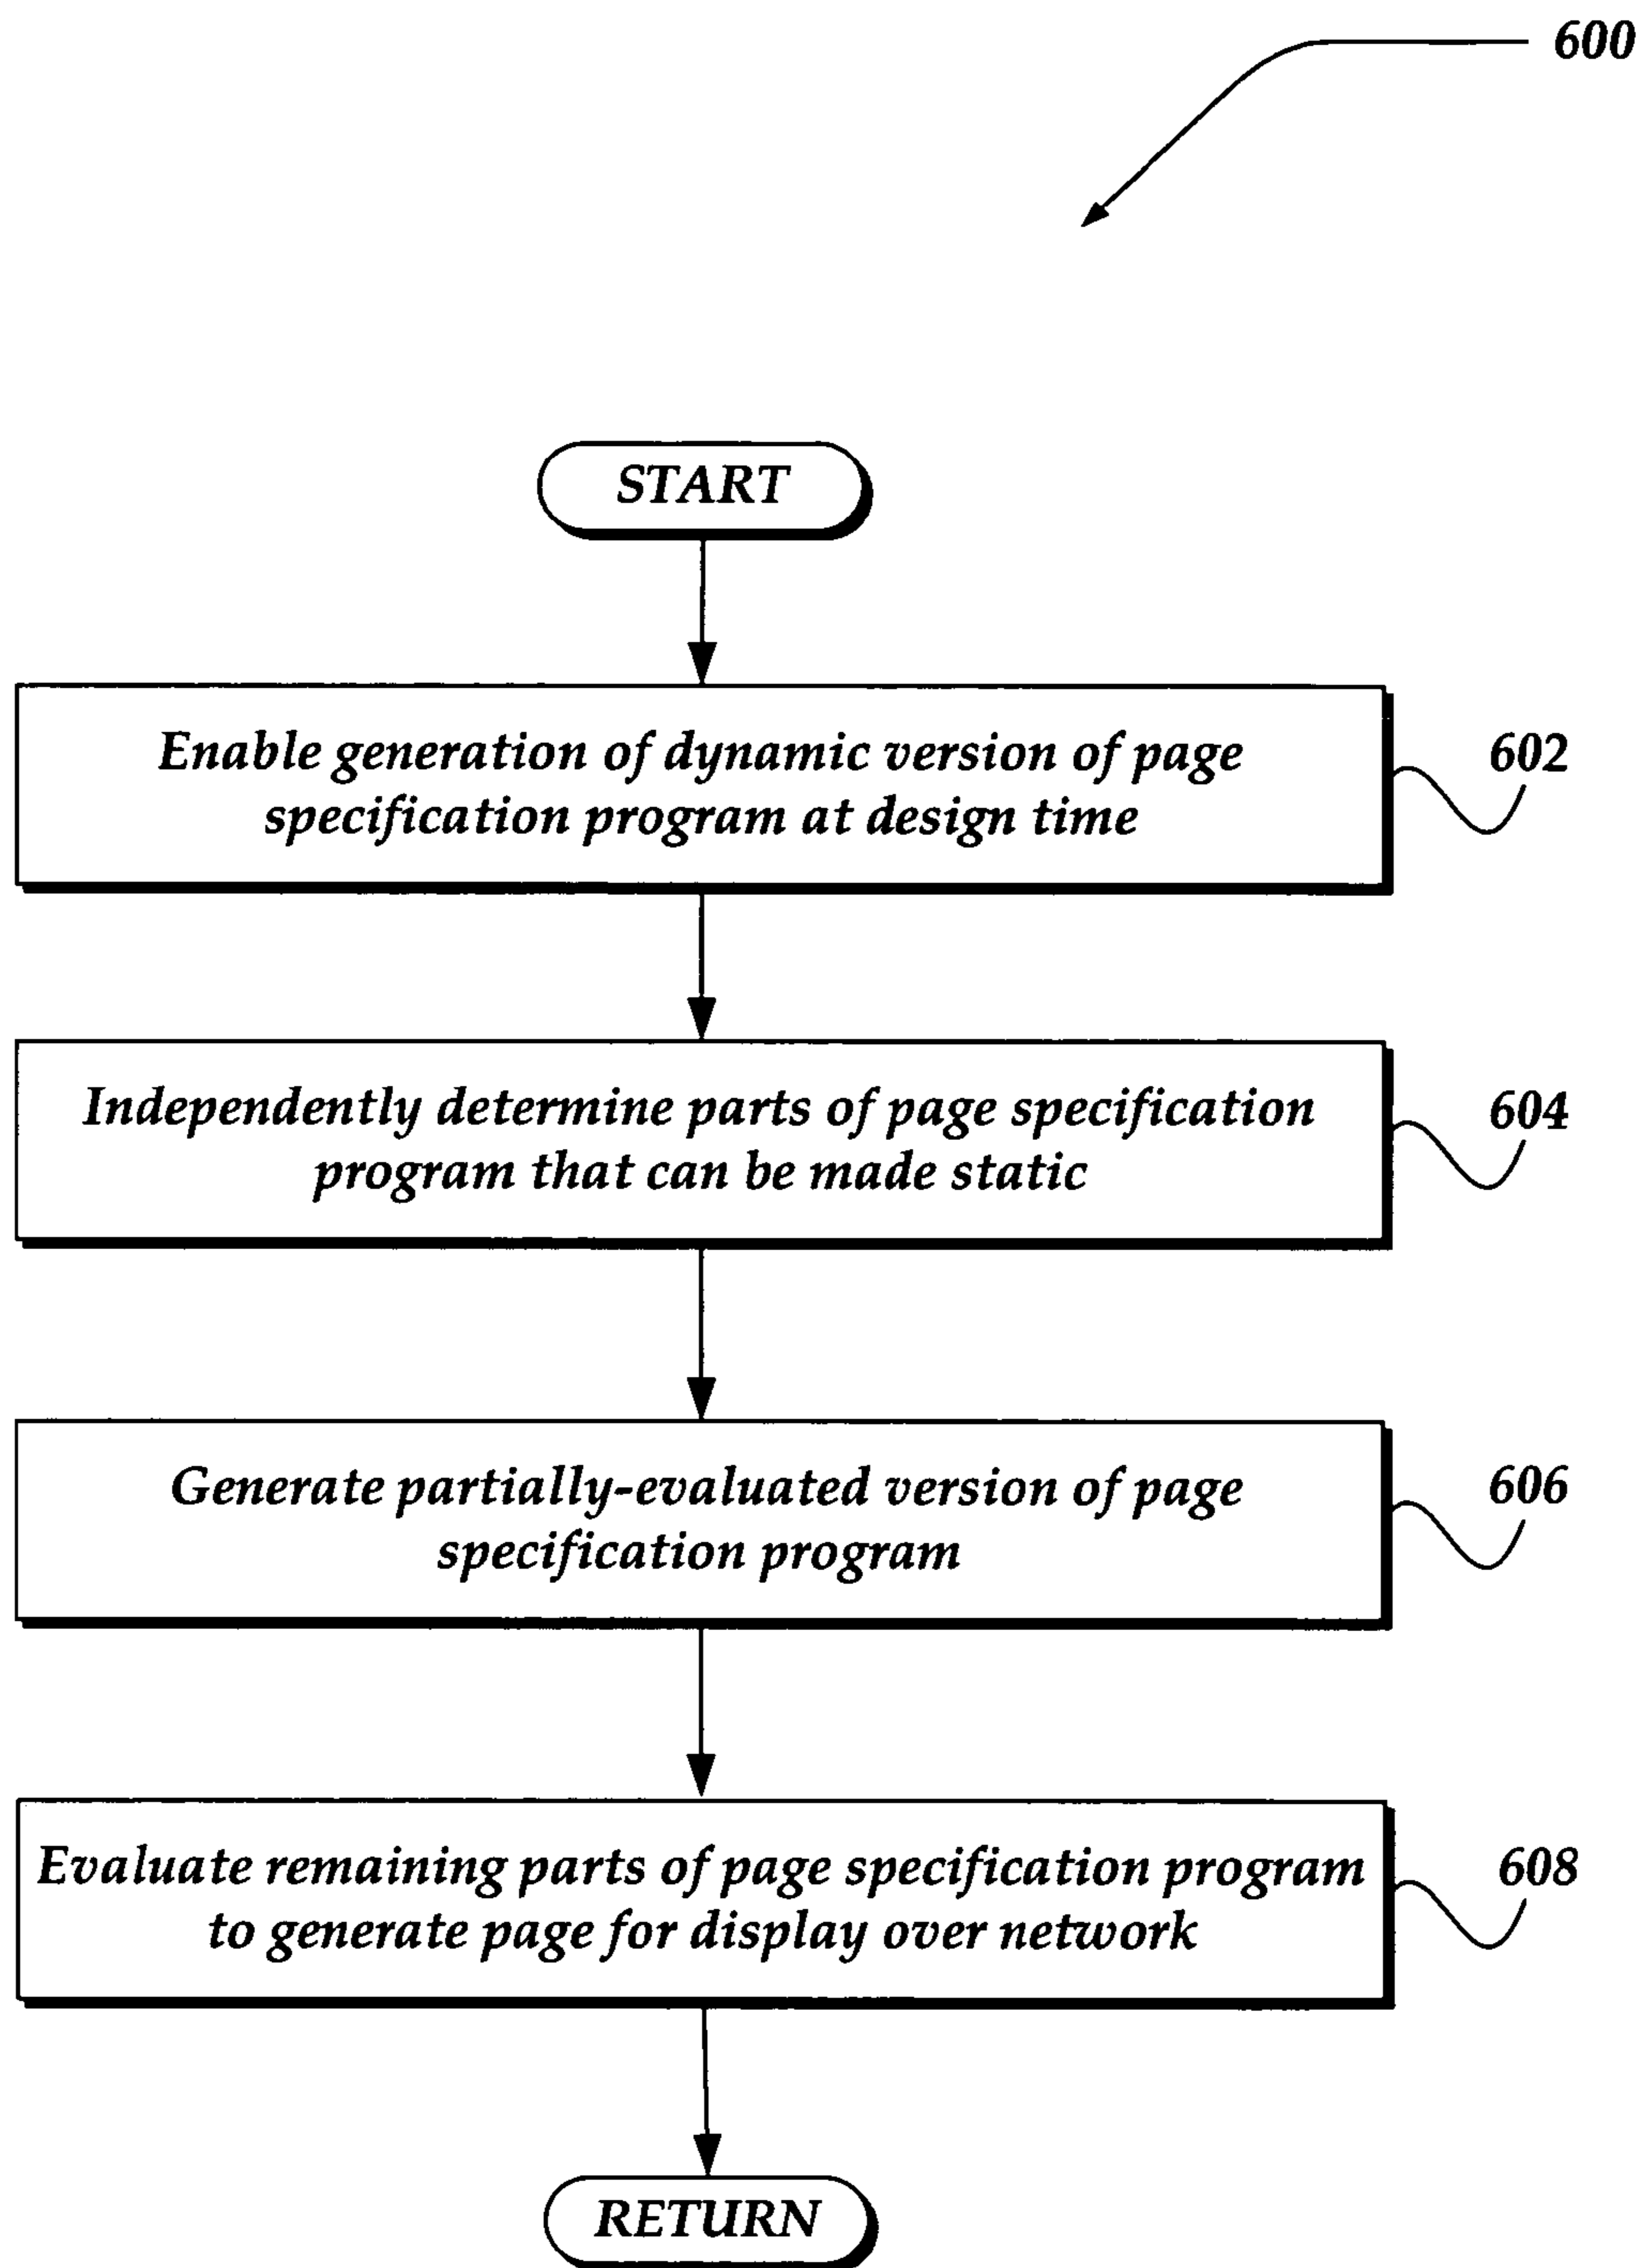 600
START
Enable generation of dynamic version of page
specification program at design time
602
Independently determine parts of page specification
program that can be made static
604
Generate partially-evaluated version of page
specification program
606
Evaluate remaining parts of page specification program
to generate page for display over network
608
RETURN